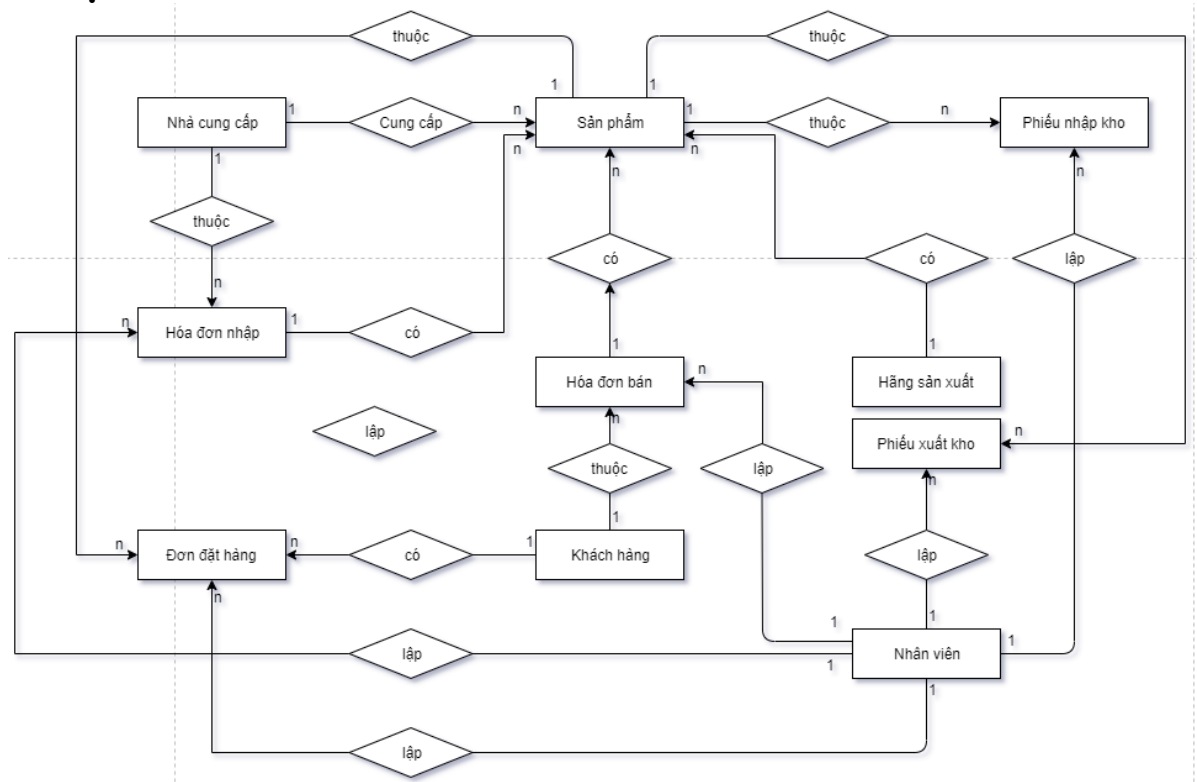 thuộc
thuộc
1
1
Nhà cung cấp
1
Cung cấp
n
Sản phẩm
1
thuộc
n
Phiếu nhập kho
1
n
n
n
n
thuộc
có
có
lập
n
n
Hóa đơn nhập
1
có
1
1
n
Hóa đơn bán
n
Hãng sản xuất
lập
n
n
Phiếu xuất kho
thuộc
lập
n
1
n
Đơn đặt hàng
n
có
1
Khách hàng
lập
n
1
1
1
lập
1
Nhân viên
1
lập